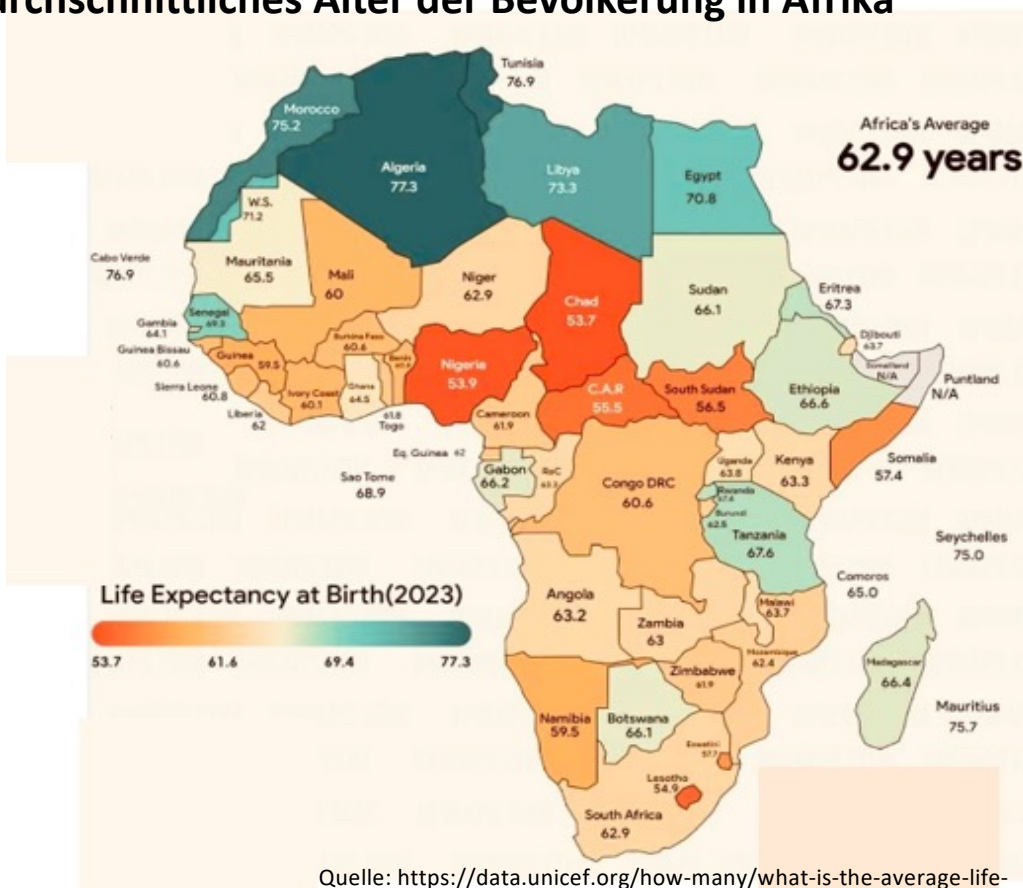 urchschnittliches Alter der Bevölkerung in Afrika
Tunisia
76.9
Morocco
75.2
Africa's Average
62.9 years
Algeria
77.3
Libya
73.3
Egypt
70.8
W.S.
71.2
Cabo Verde
76.9
Mauritania
65.5
Mali
60
Niger
62.9
Chad
53.7
Sudan
66.1
Eritrea
67.3
Senegal
69.3
Gambia
64.1
Guinea Bissau
60.6
Guinea
59.5
Burkina Faso
60.6
Benin
Nigeria
53.9
Djibouti
63.7
Somaliland
N/A
Puntland
N/A
Sierra Leone
60.8
Liberia
62
Ivory Coast
60.1
Ghana
64.5
61.8
Togo
Cameroon
61.9
C.A.R
55.5
South Sudan
56.5
Ethiopia
66.6
Somalia
57.4
Eq. Guinea 62
Sao Tome
68.9
Gabon
66.2
RoC
Congo DRC
60.6
Uganda
63.8
Kenya
63.3
Rwanda
67.6
Burundi
62.5
Tanzania
67.6
Seychelles
75.0
Comoros
65.0
Life Expectancy at Birth(2023)
53.7 61.6 69.4 77.3
Angola
63.2
Zambia
63
Malawi
63.7
Mozambique
62.4
Zimbabwe
61.9
Madagascar
66.4
Mauritius
75.7
Namibia
59.5
Botswana
66.1
Eswatini
57.7
Lesotho
54.9
South Africa
62.9
Quelle: https://data.unicef.org/how-many/what-is-the-average-life-